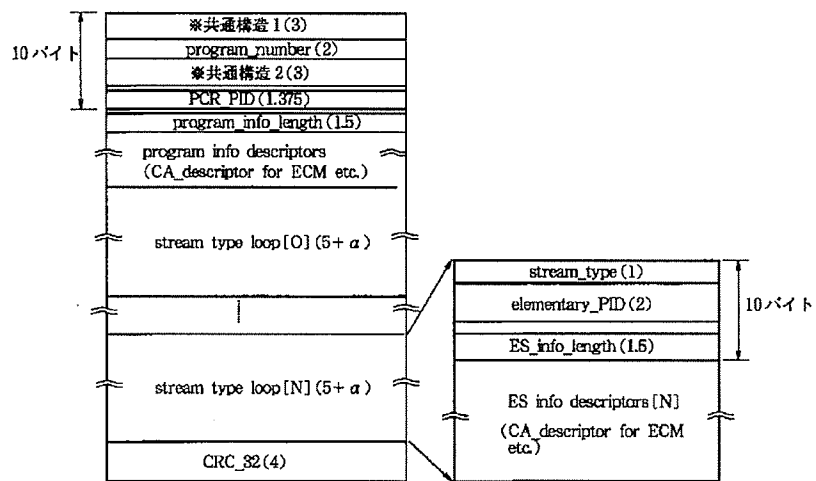 ※共通構造1(3)
10バイト
program_number(2)
※共通構造2(3)
PCR_PID(1.375)
program_info_length(1.5)
program info descriptors
(CA_descriptor for ECM etc.)
stream type loop[O](5+α)
stream type loop[N](5+α)
CRC_32(4)
stream_type(1)
10バイト
elementary_PID(2)
ES_info_length(1.5)
ES info descriptors[N]
(CA_descriptor for ECM
etc.)